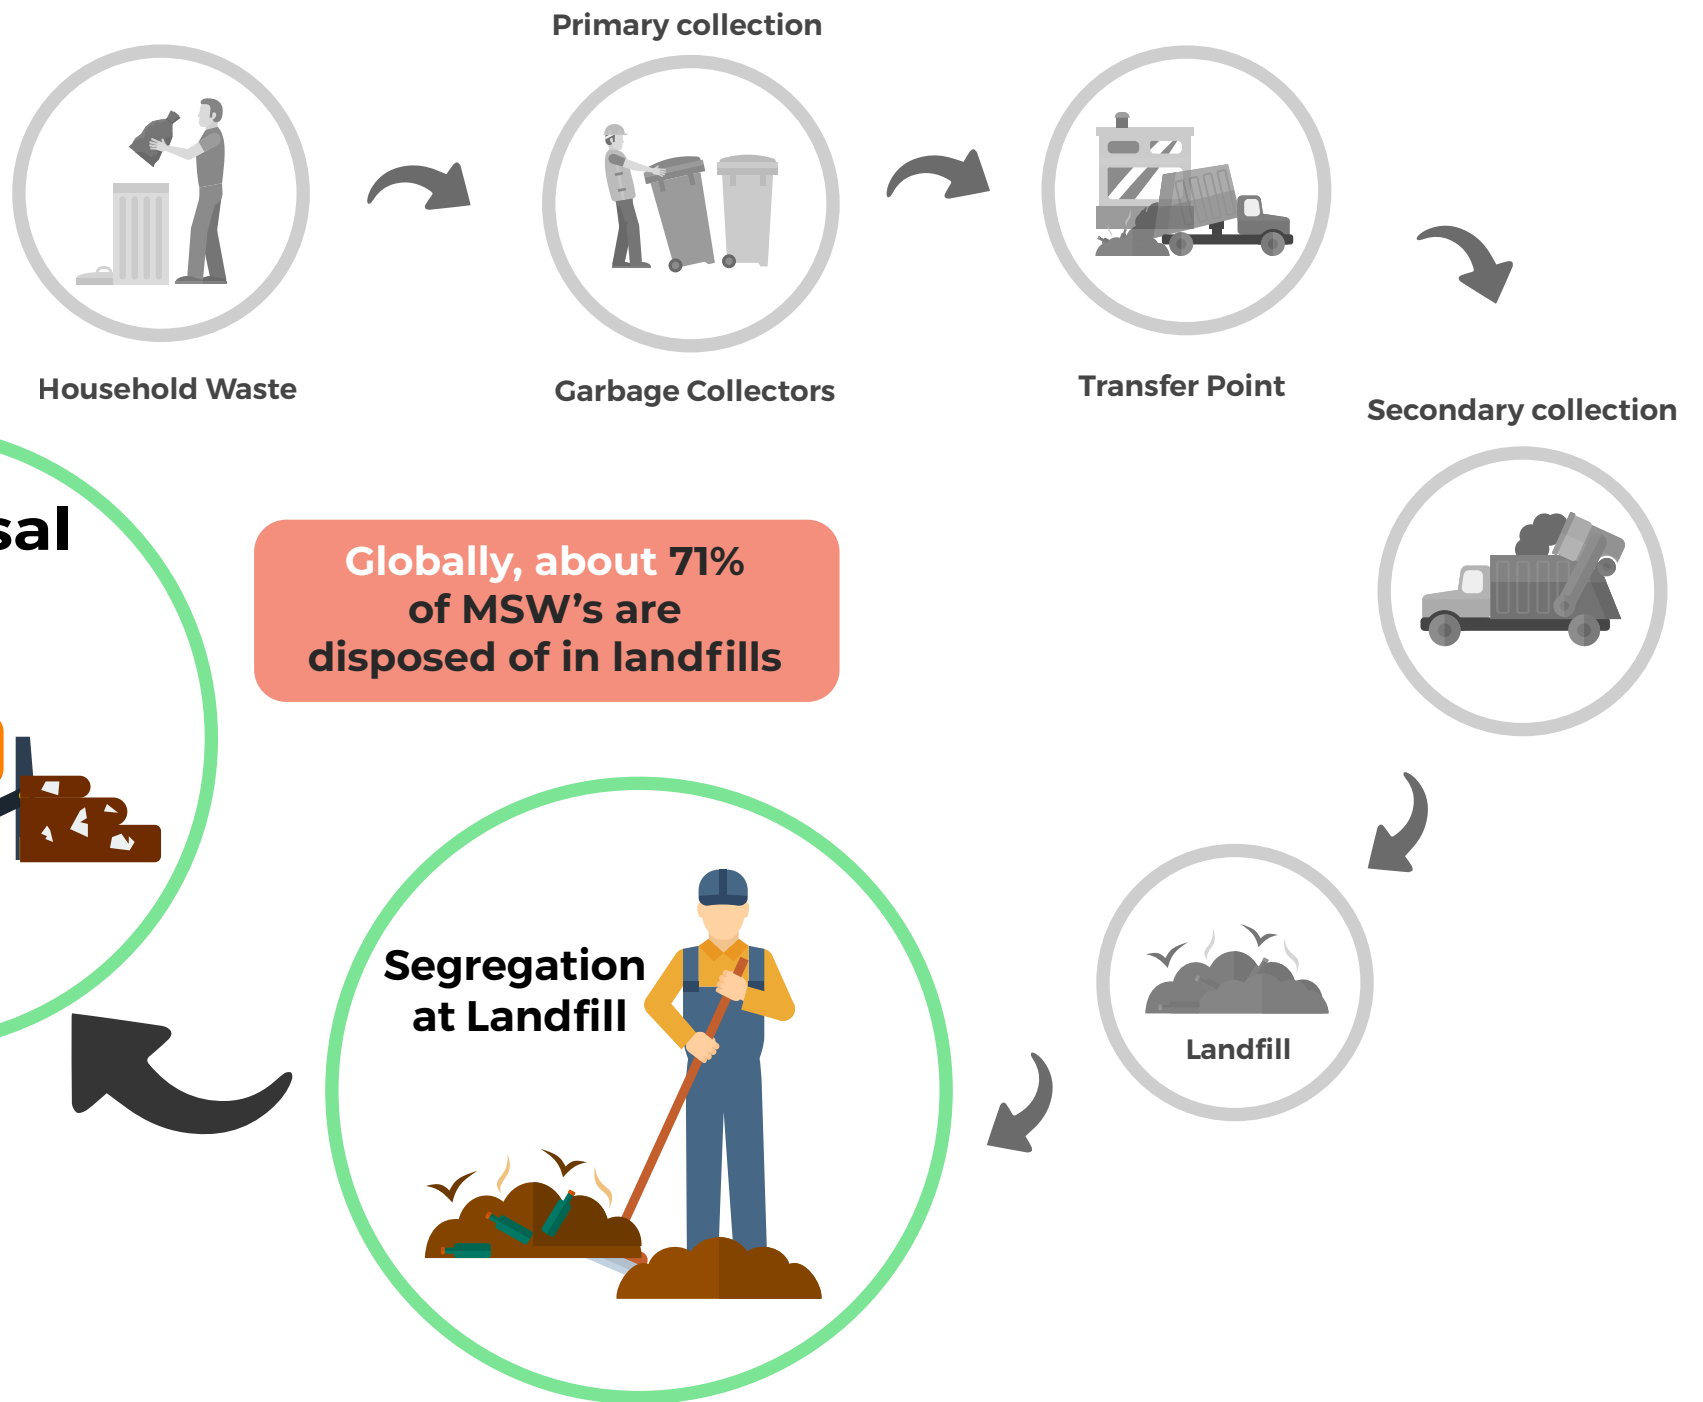 Primary collection
Household Waste
Garbage Collectors
Transfer Point
Secondary collection
sal
Globally, about 71%
of MSW’s are
disposed of in landfills
Segregation
at Landfill
Landfill